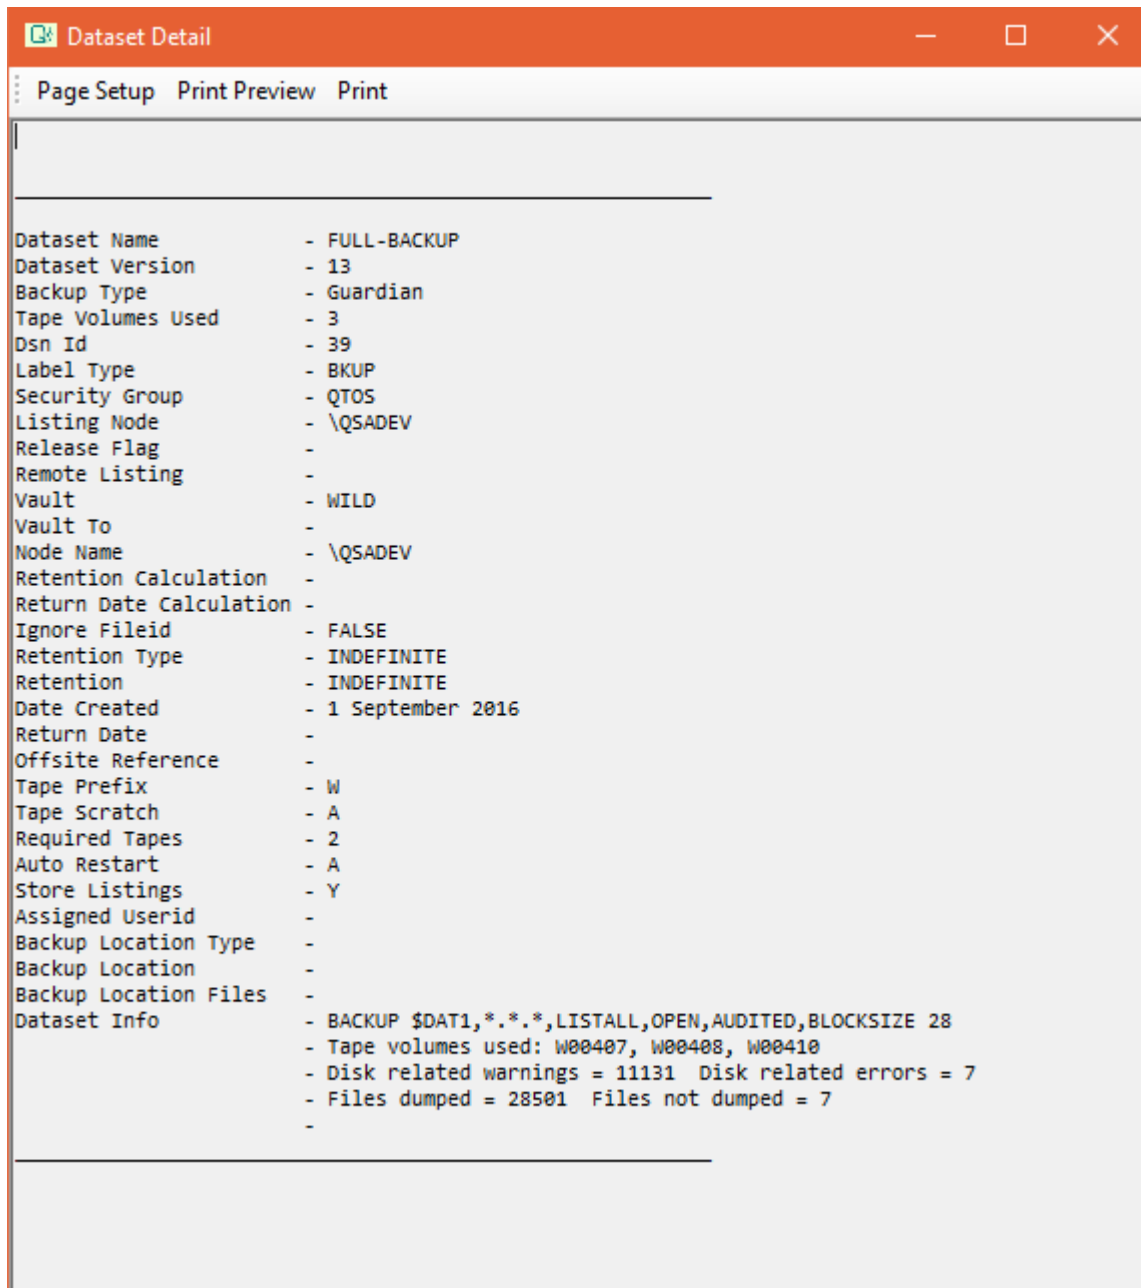 Dataset Detail
Page Setup Print Preview Print
Dataset Name - FULL-BACKUP
Dataset Version - 13
Backup Type - Guardian
Tape Volumes Used - 3
Dsn Id - 39
Label Type - BKUP
Security Group - QTOS
Listing Node - \QSADEV
Release Flag -
Remote Listing -
Vault - WILD
Vault To -
Node Name - \QSADEV
Retention Calculation -
Return Date Calculation -
Ignore Fileid - FALSE
Retention Type - INDEFINITE
Retention - INDEFINITE
Date Created - 1 September 2016
Return Date -
Offsite Reference -
Tape Prefix - W
Tape Scratch - A
Required Tapes - 2
Auto Restart - A
Store Listings - Y
Assigned Userid -
Backup Location Type -
Backup Location -
Backup Location Files -
Dataset Info - BACKUP $DAT1,*.*.*,LISTALL,OPEN,AUDITED,BLOCKSIZE 28
- Tape volumes used: W00407, W00408, W00410
- Disk related warnings = 11131 Disk related errors = 7
- Files dumped = 28501 Files not dumped = 7
-